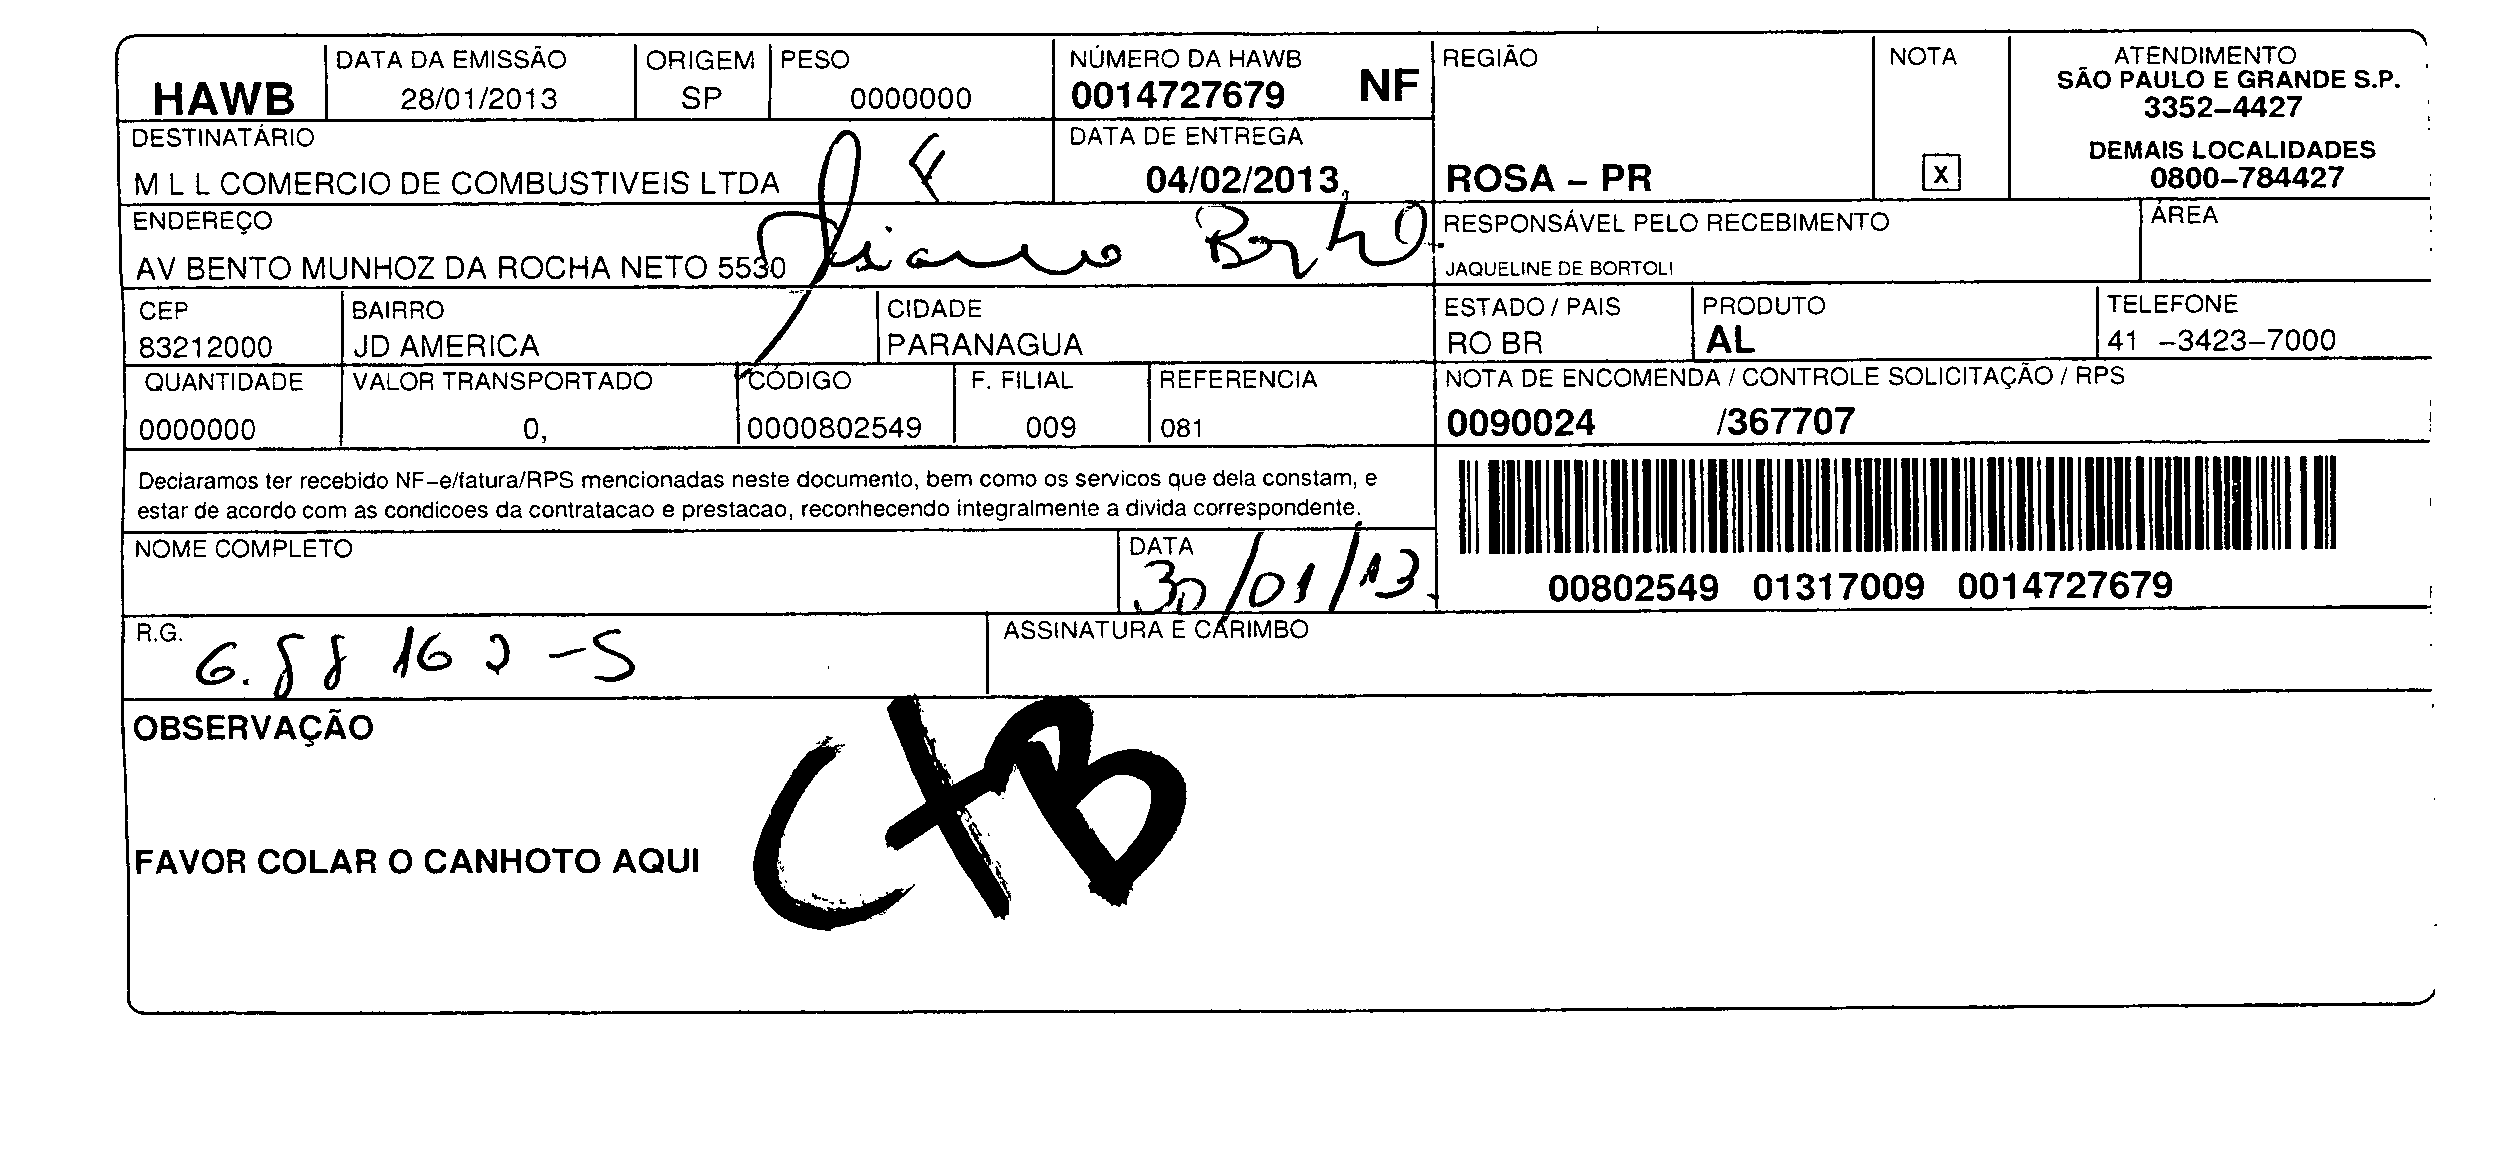 HAWB
DATA DA EMISSÃO
28/01/2013
ORIGEM
SP
PESO
0000000
NÚMERO DA HAWB
0014727679 NF
REGIÃO
ROSA – PR
NOTA
X
ATENDIMENTO
SÃO PAULO E GRANDE S.P.
3352–4427
DEMAIS LOCALIDADES
0800–784427
DESTINATÁRIO
M L L COMERCIO DE COMBUSTIVEIS LTDA
DATA DE ENTREGA
04/02/2013
ENDEREÇO
AV BENTO MUNHOZ DA ROCHA NETO 5530
RESPONSÁVEL PELO RECEBIMENTO
JAQUELINE DE BORTOLI
ÁREA
CEP
83212000
BAIRRO
JD AMERICA
CIDADE
PARANAGUA
ESTADO / PAIS
RO BR
PRODUTO
AL
TELEFONE
41 –3423–7000
QUANTIDADE
0000000
VALOR TRANSPORTADO
0,
CÓDIGO
0000802549
F. FILIAL
009
REFERENCIA
081
NOTA DE ENCOMENDA / CONTROLE SOLICITAÇÃO / RPS
0090024 /367707
Declaramos ter recebido NF–e/fatura/RPS mencionadas neste documento, bem como os servicos que dela constam, e
estar de acordo com as condicoes da contratacao e prestacao, reconhecendo integralmente a divida correspondente.
00802549 01317009 0014727679
NOME COMPLETO
DATA
30/01/13
R.G.
ASSINATURA E CARIMBO
OBSERVAÇÃO
CTB
FAVOR COLAR O CANHOTO AQUI